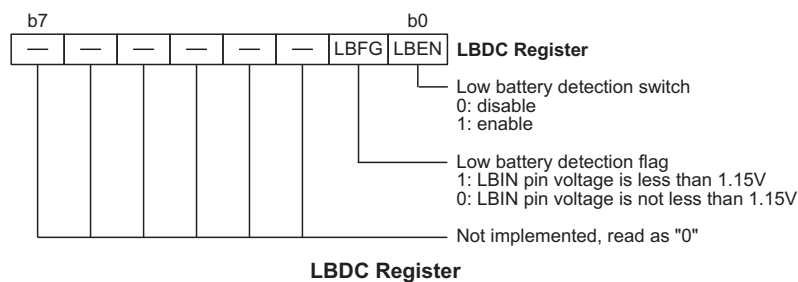 b7 b0
— — — — — — LBFG LBEN LBDC Register
Low battery detection switch
0: disable
1: enable
Low battery detection flag
1: LBIN pin voltage is less than 1.15V
0: LBIN pin voltage is not less than 1.15V
Not implemented, read as "0"
LBDC Register